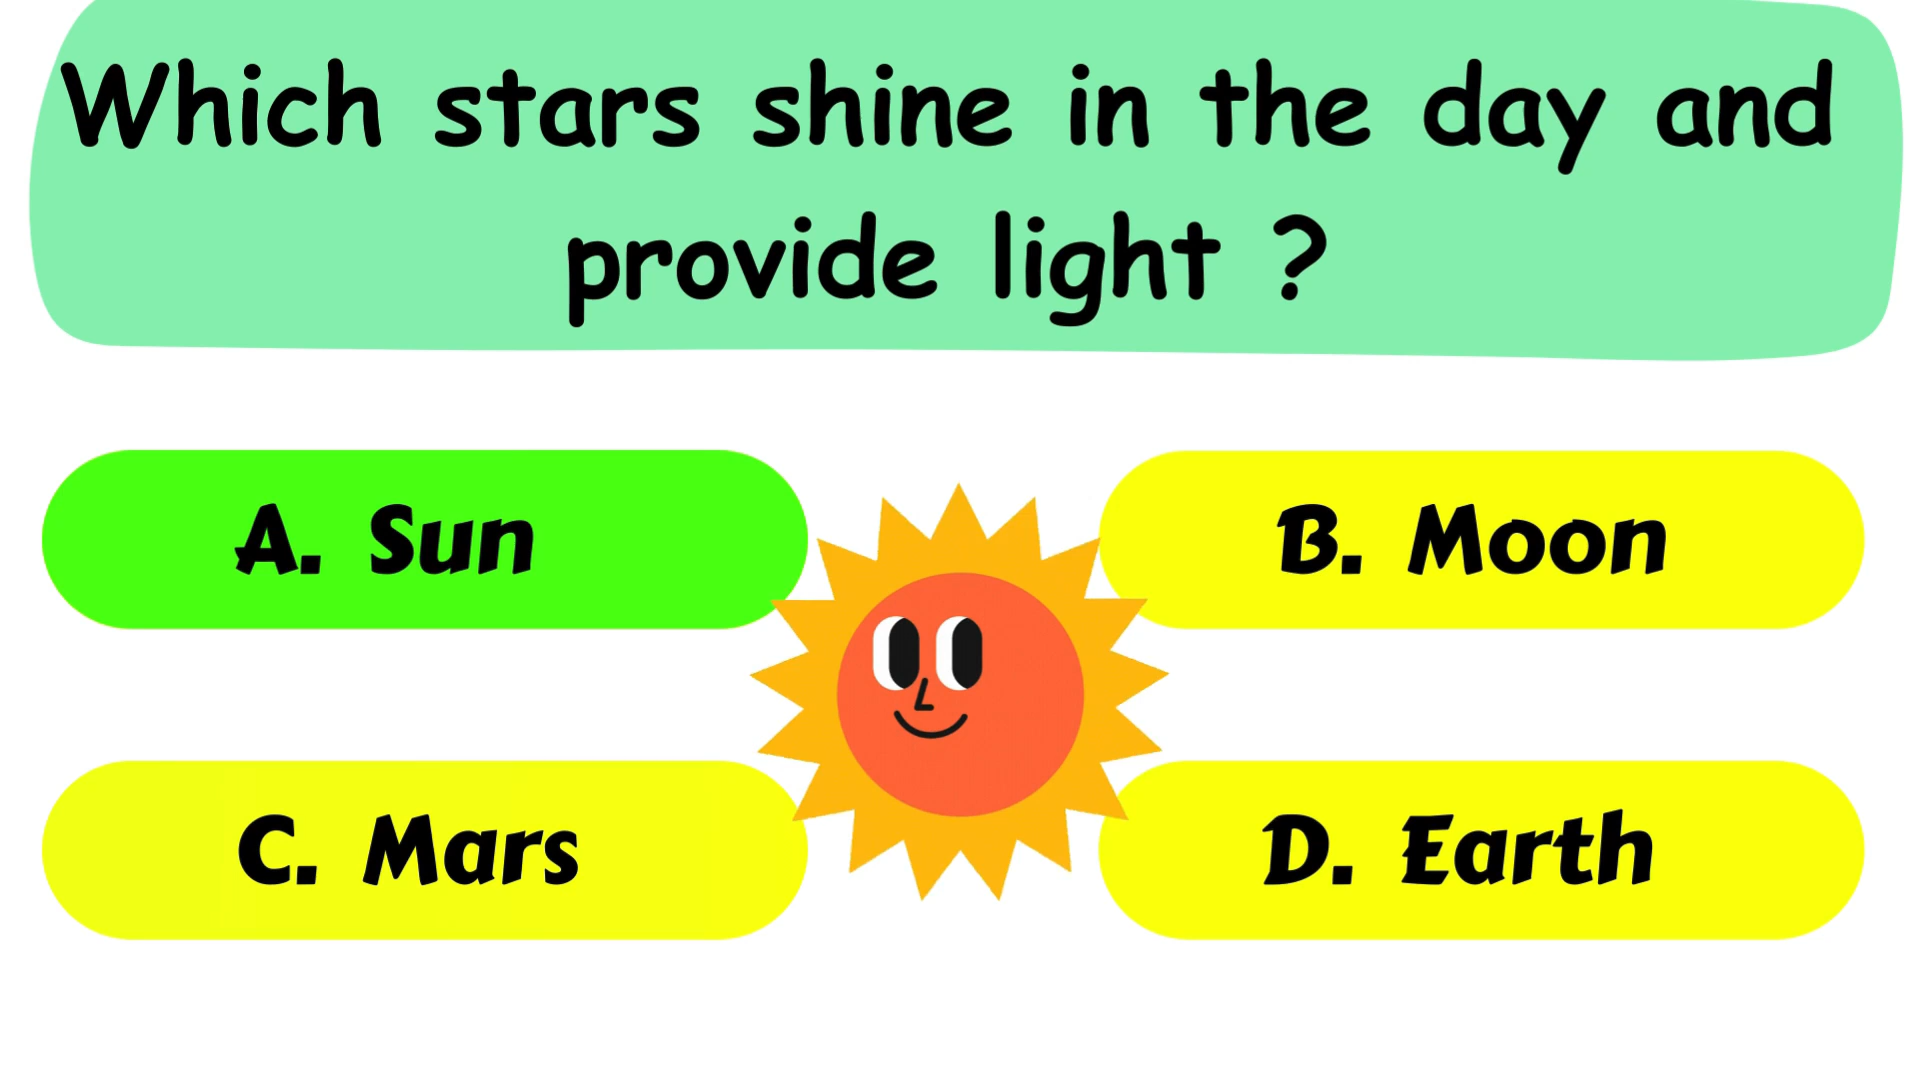 Which stars shine in the day and
provide light ?
A. Sun
B. Moon
C. Mars
D. Earth